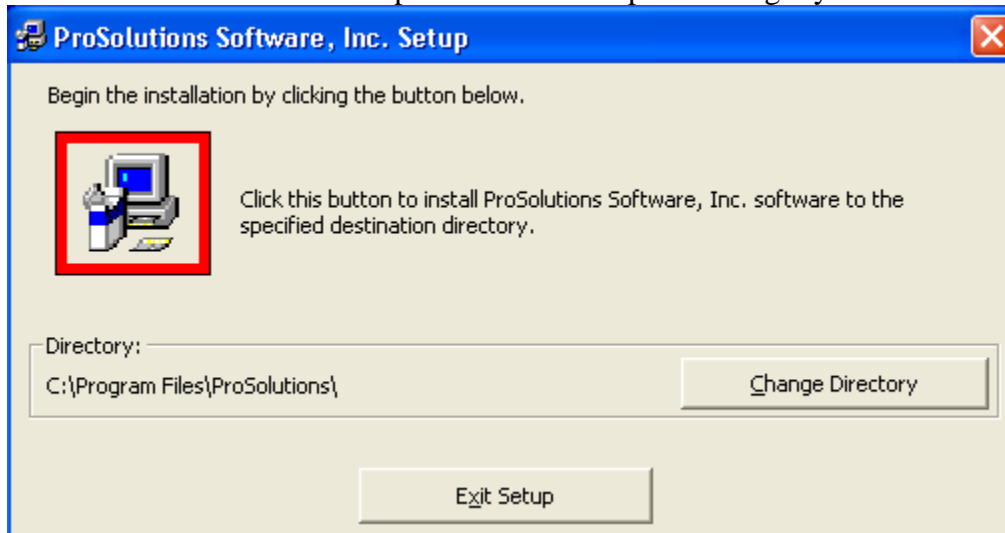 ProSolutions Software, Inc. Setup
Begin the installation by clicking the button below.
Click this button to install ProSolutions Software, Inc. software to the
specified destination directory.
Directory:
C:\Program Files\ProSolutions\
Change Directory
Exit Setup